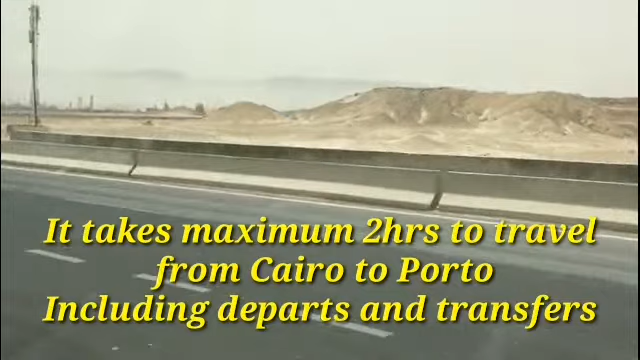 It takes maximum 2hrs to travel
from Cairo to Porto
Including departs and transfers